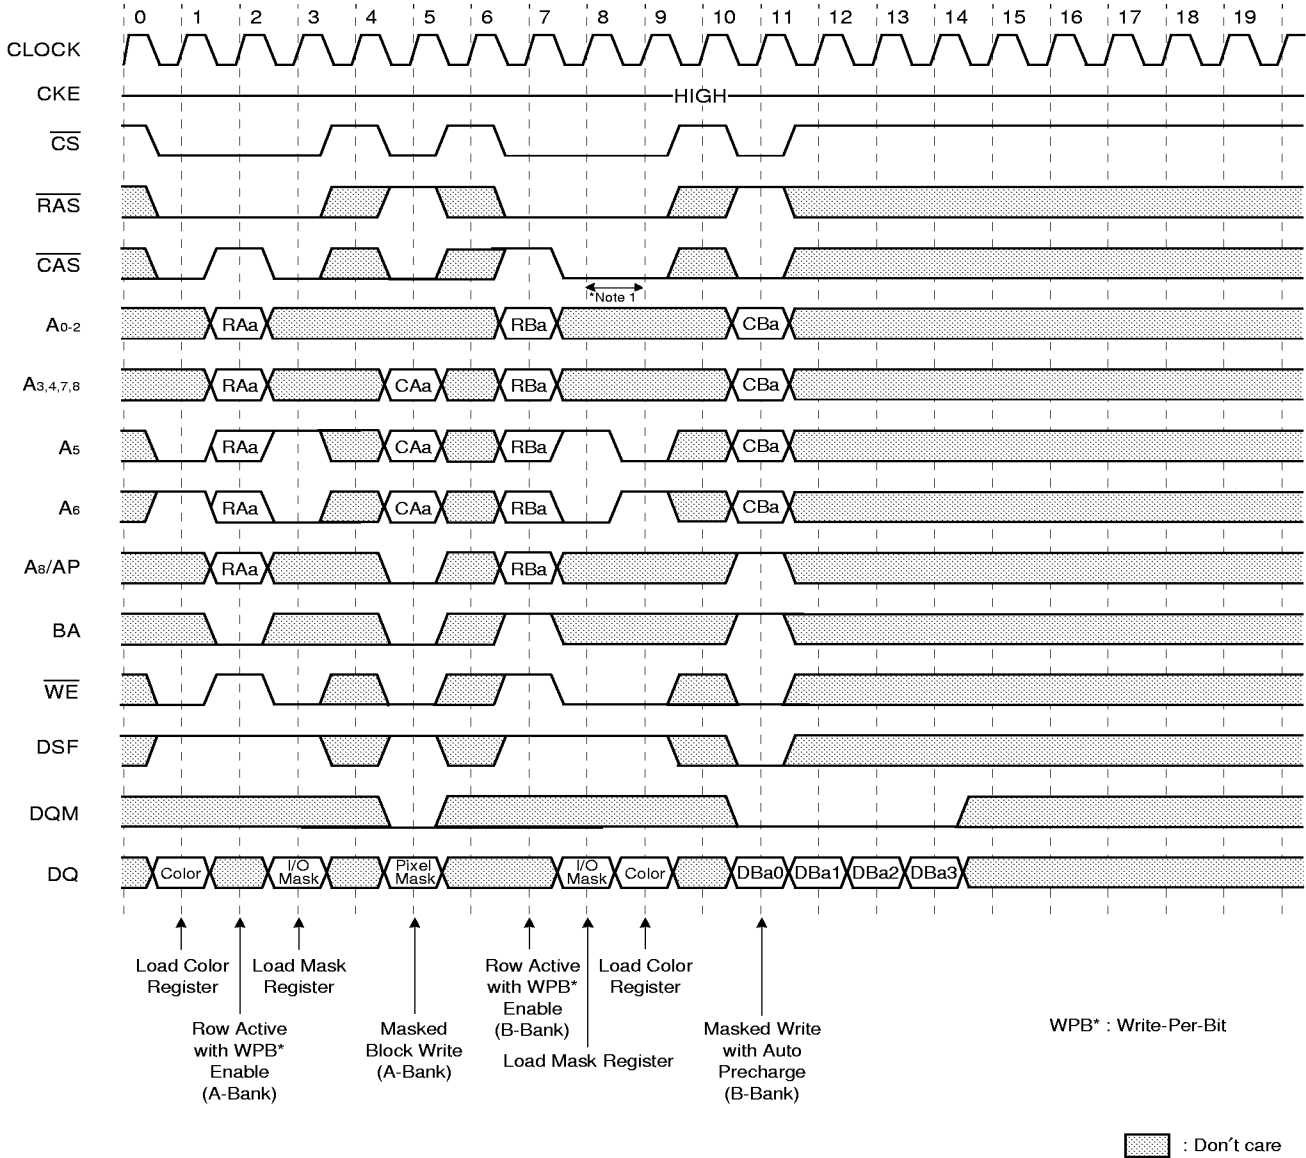 0 1 2 3 4 5 6 7 8 9 10 11 12 13 14 15 16 17 18 19
CLOCK
CKE HIGH
CS
RAS
CAS
*Note 1
A0-2 RAa RBa CBa
A3,4,7,8 RAa CAa RBa CBa
A5 RAa CAa RBa CBa
A6 RAa CAa RBa CBa
A8/AP RAa RBa
BA
WE
DSF
DQM
DQ Color I/O Mask Pixel Mask I/O Mask Color DBa0 DBa1 DBa2 DBa3
Load Color
Register
Load Mask
Register
Row Active
with WPB*
Enable
(B-Bank)
Load Color
Register
Row Active
with WPB*
Enable
(A-Bank)
Masked
Block Write
(A-Bank)
Load Mask Register
Masked Write
with Auto
Precharge
(B-Bank)
WPB* : Write-Per-Bit
: Don't care